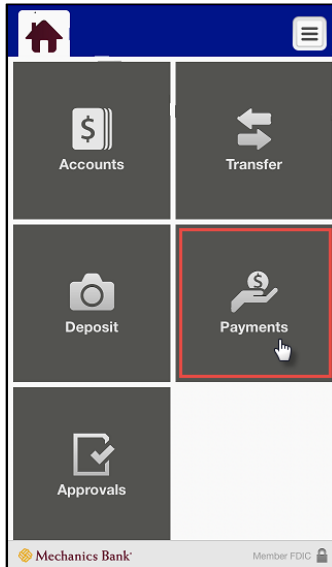 Accounts
Transfer
Deposit
Payments
Approvals
Mechanics Bank® Member FDIC